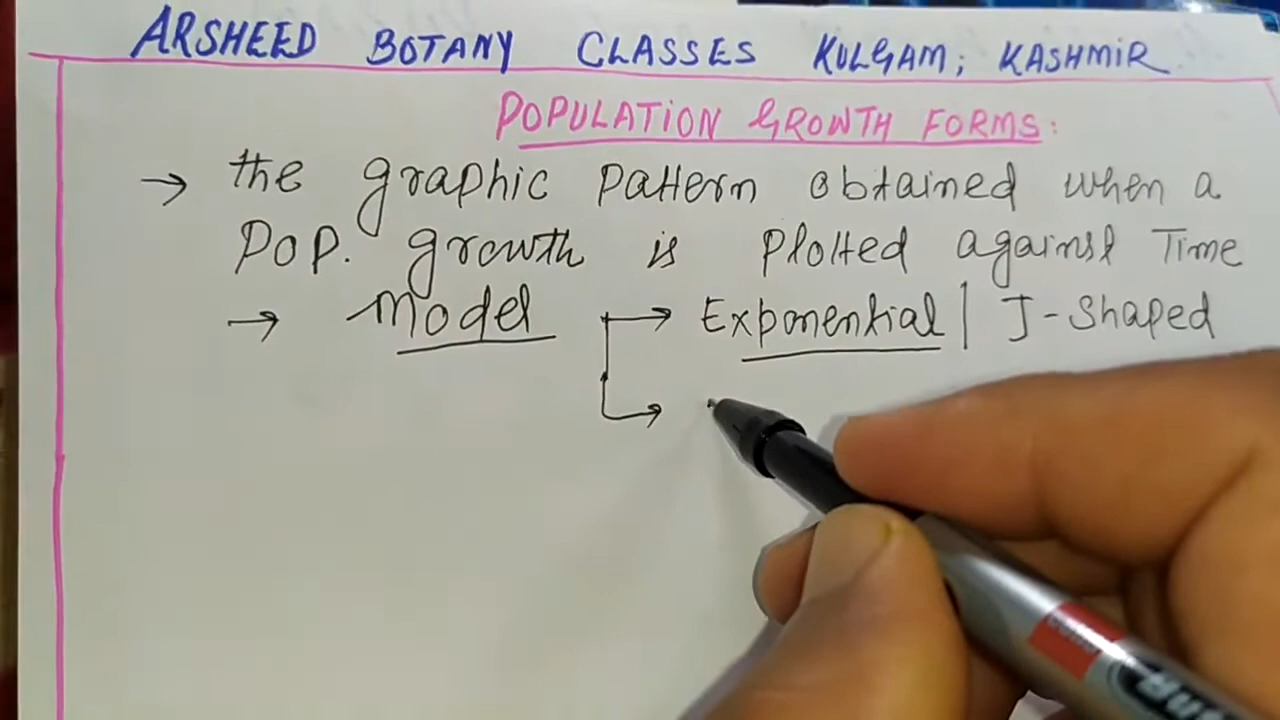 ARSHEED BOTANY CLASSES KULGAM; KASHMIR
POPULATION GROWTH FORMS:
→ the graphic Pattern obtained when a
Pop. growth is Plotted against Time
→ Model → Exponential | J-Shaped
→